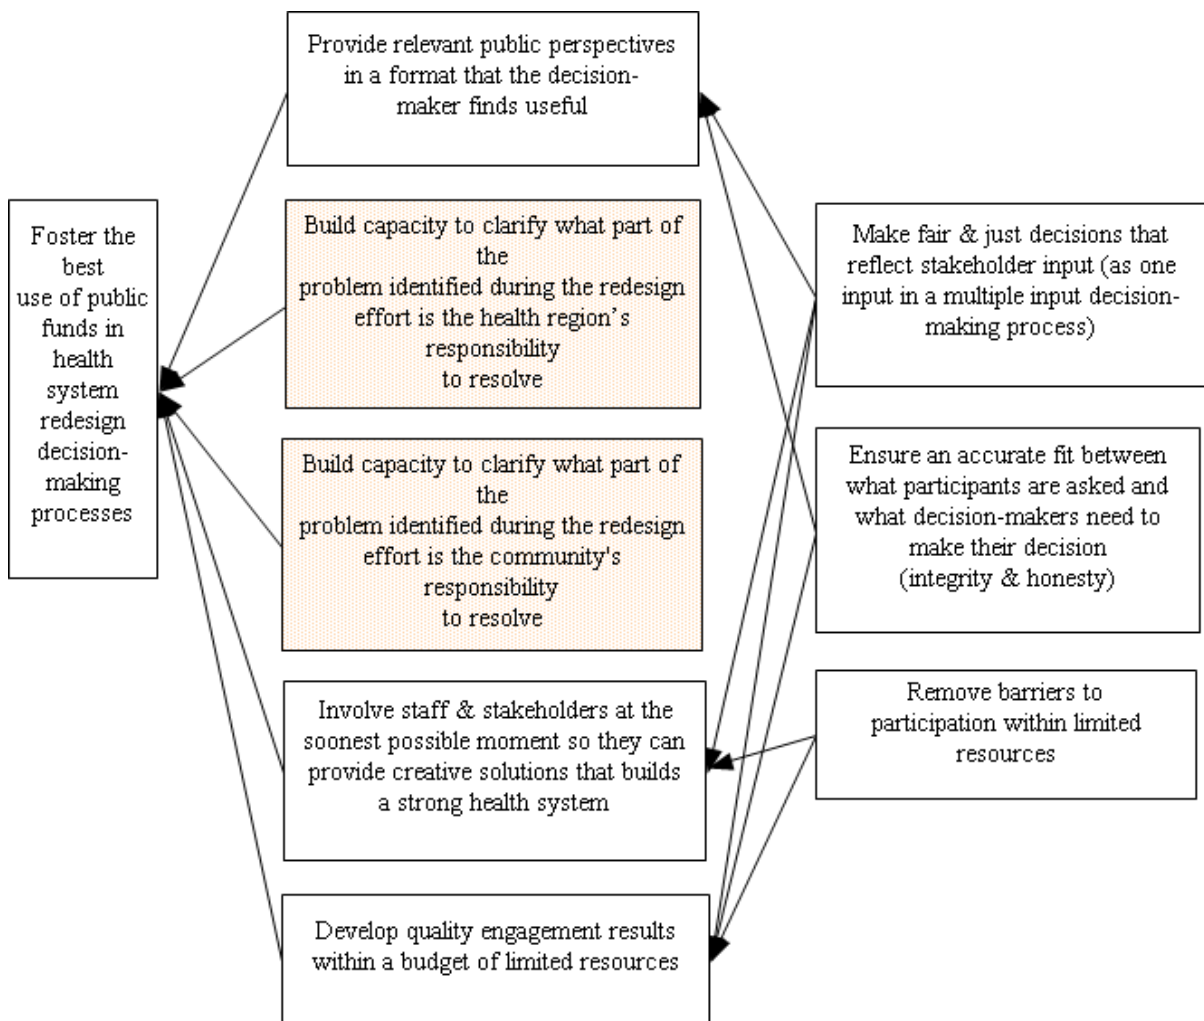 Foster the
best
use of public
funds in
health
system
redesign
decision-
making
processes
Provide relevant public perspectives
in a format that the decision-
maker finds useful
Build capacity to clarify what part of
the
problem identified during the redesign
effort is the health region’s
responsibility
to resolve
Build capacity to clarify what part of
the
problem identified during the redesign
effort is the community's
responsibility
to resolve
Involve staff & stakeholders at the
soonest possible moment so they can
provide creative solutions that builds
a strong health system
Develop quality engagement results
within a budget of limited resources
Make fair & just decisions that
reflect stakeholder input (as one
input in a multiple input decision-
making process)
Ensure an accurate fit between
what participants are asked and
what decision-makers need to
make their decision
(integrity & honesty)
Remove barriers to
participation within limited
resources